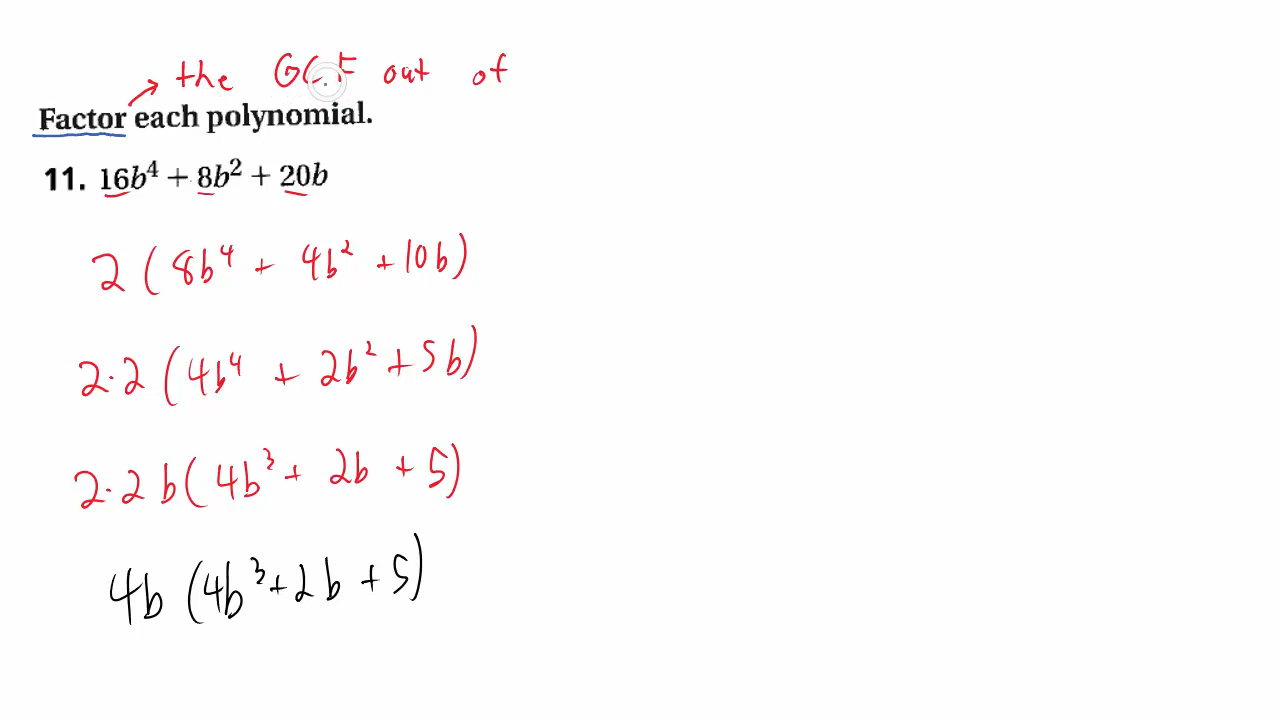 the GCF out of
Factor each polynomial.
11. 16b⁴ + 8b² + 20b
2 ( 8b⁴ + 4b² + 10b )
2·2 ( 4b⁴ + 2b² + 5b )
2·2 b ( 4b³ + 2b + 5 )
4b ( 4b³ + 2b + 5 )